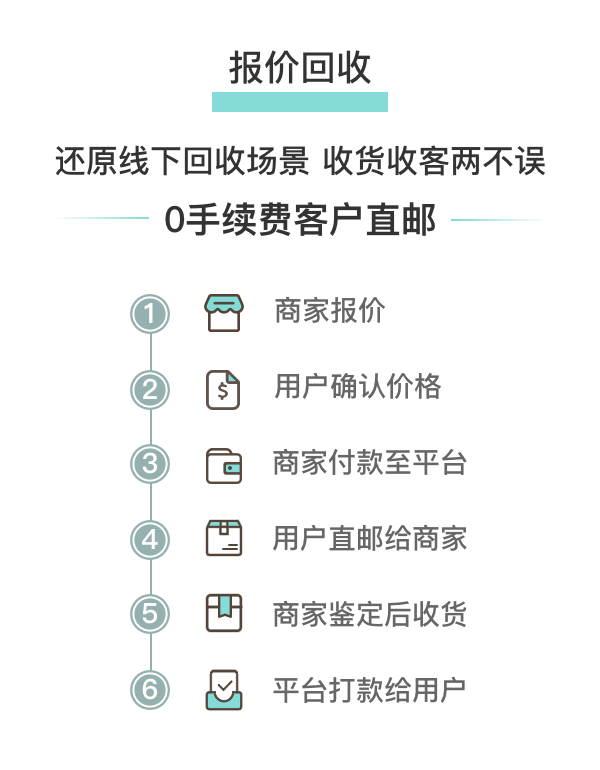 报价回收
还原线下回收场景 收货收客两不误
0手续费客户直邮
1 商家报价
2 $ 用户确认价格
3 商家付款至平台
4 用户直邮给商家
5 商家鉴定后收货
6 平台打款给用户